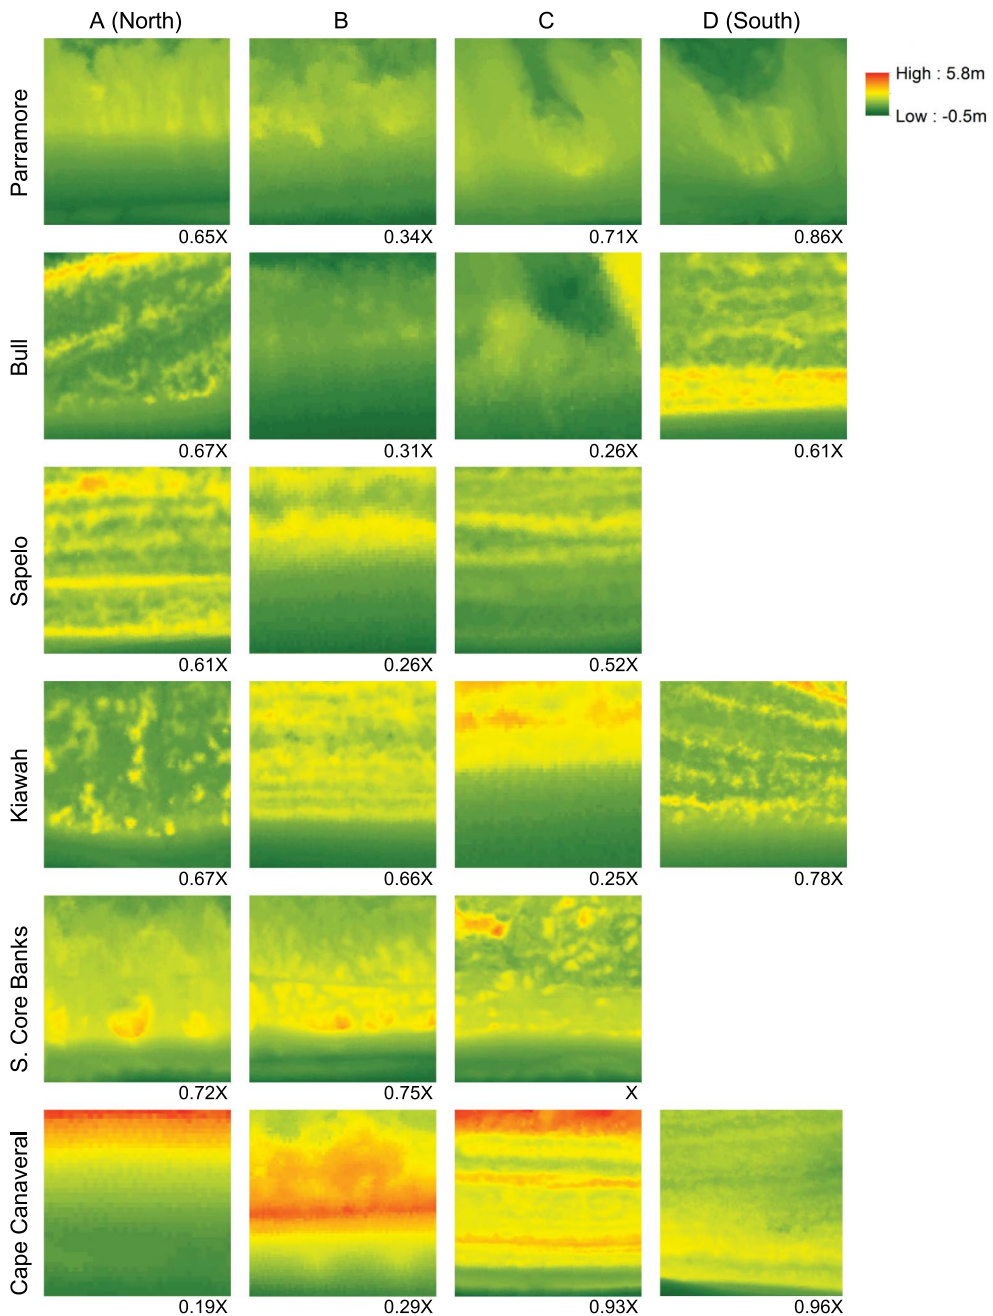 A (North)
B
C
D (South)
High : 5.8m
Low : -0.5m
Parramore
0.65X
0.34X
0.71X
0.86X
Bull
0.67X
0.31X
0.26X
0.61X
Sapelo
0.61X
0.26X
0.52X
Kiawah
0.67X
0.66X
0.25X
0.78X
S. Core Banks
0.72X
0.75X
X
Cape Canaveral
0.19X
0.29X
0.93X
0.96X